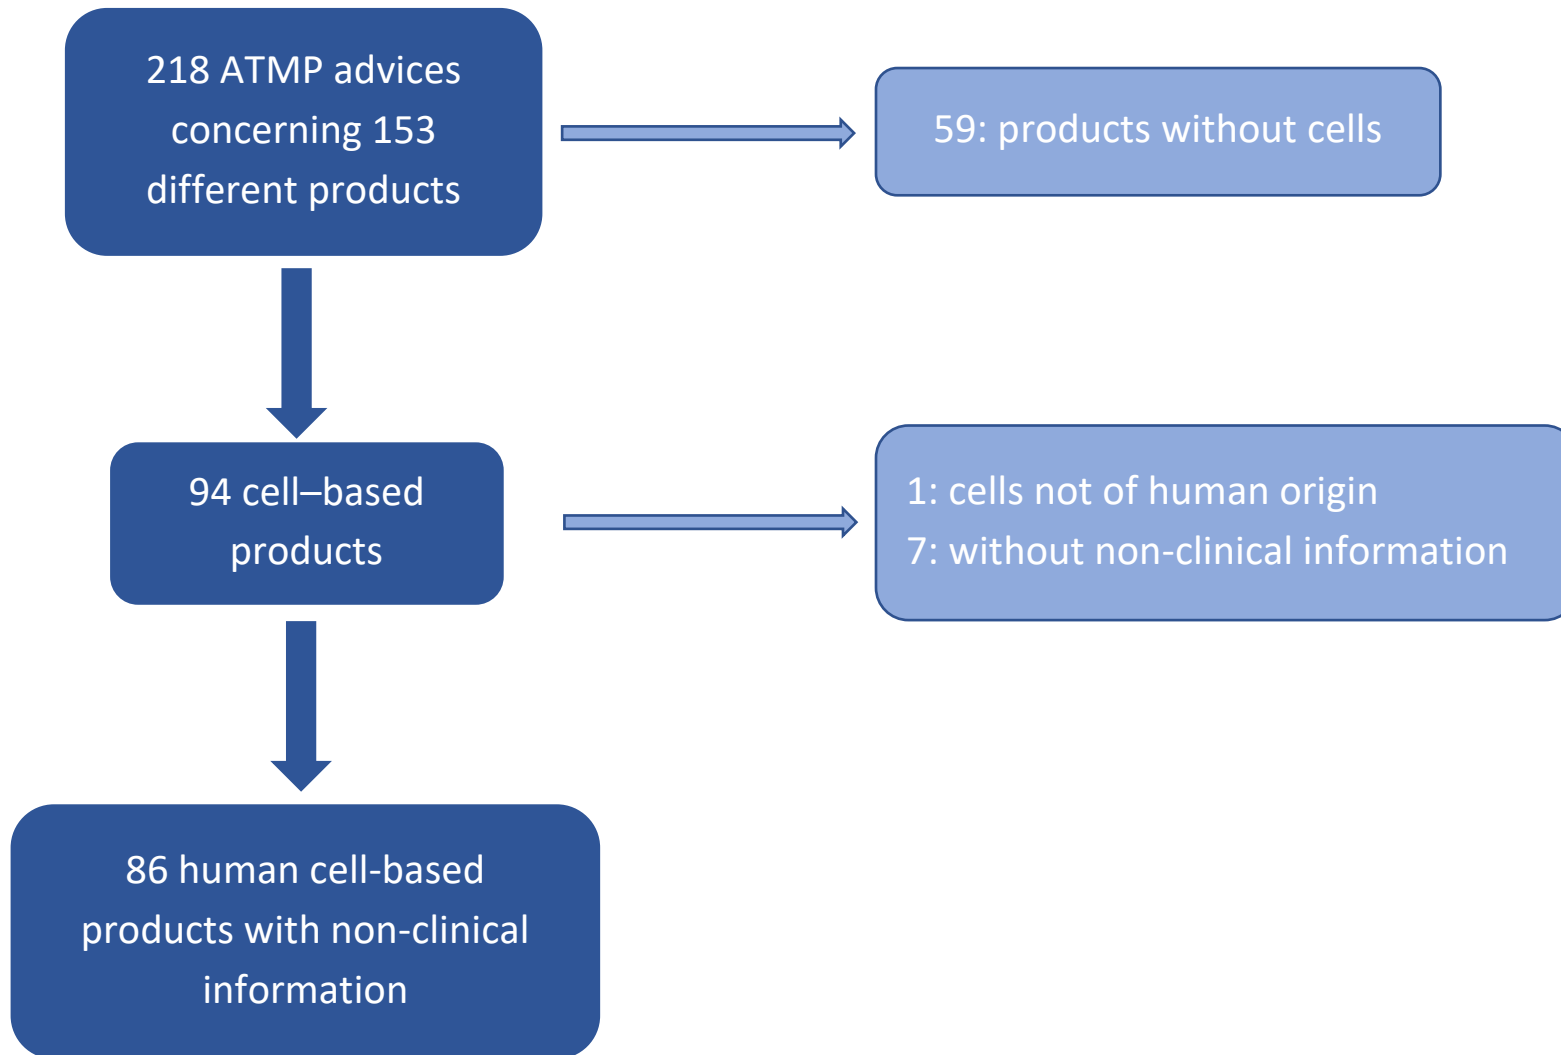 218 ATMP advices
concerning 153
different products
59: products without cells
94 cell–based
products
1: cells not of human origin
7: without non-clinical information
86 human cell-based
products with non-clinical
information